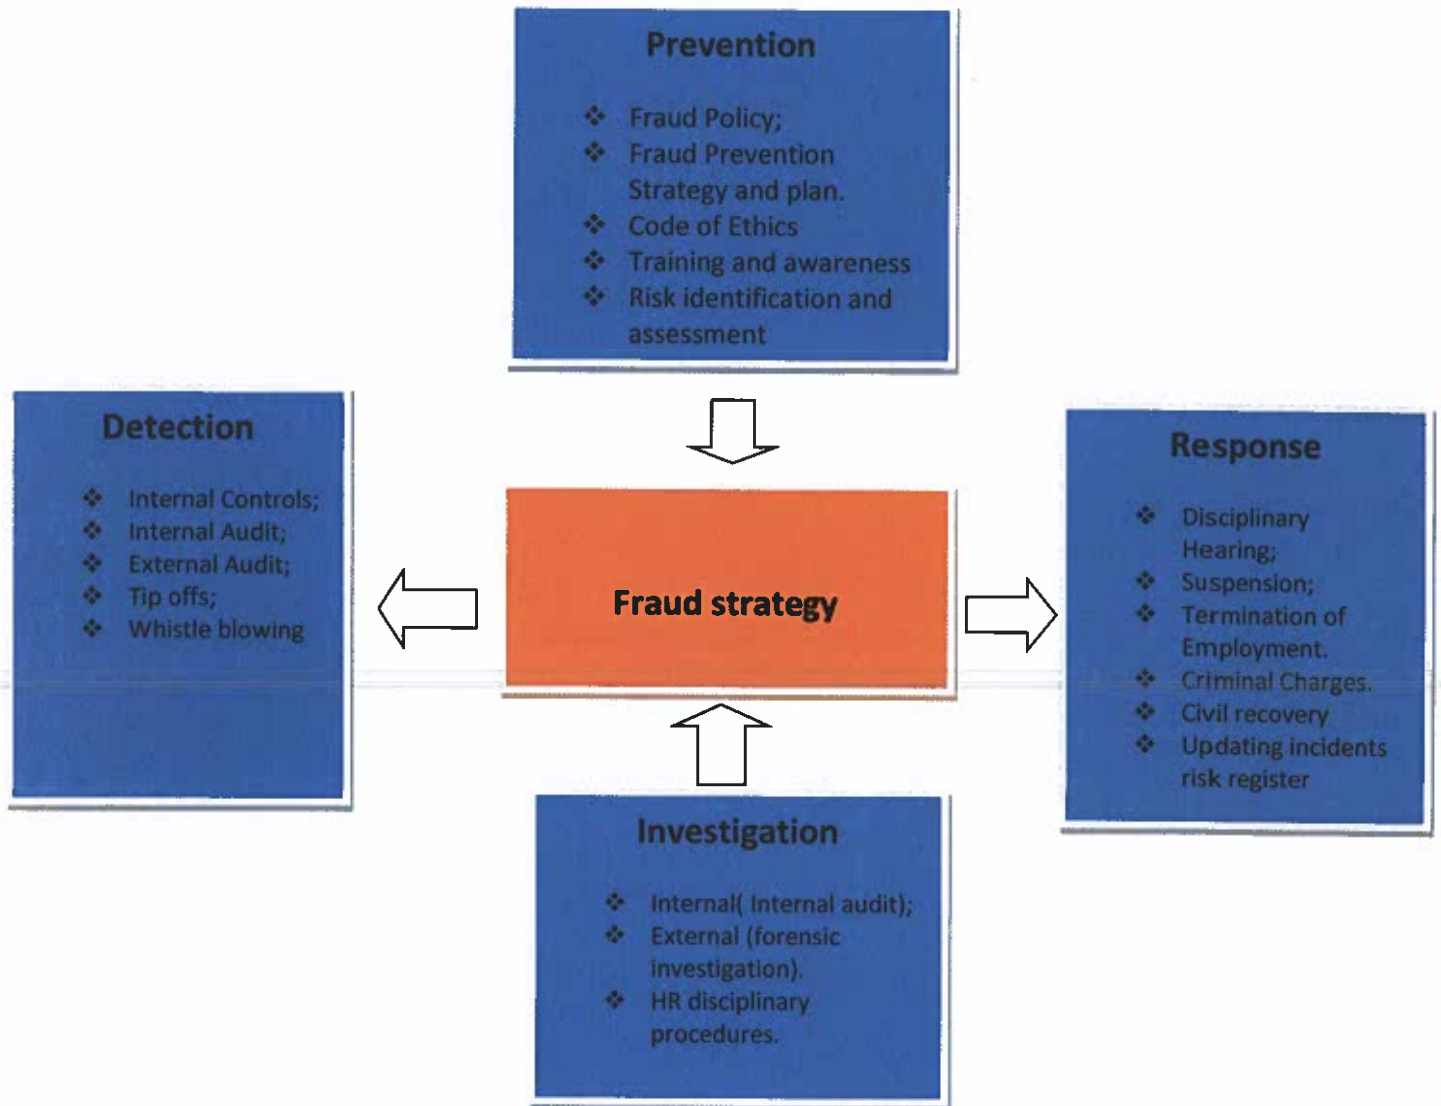 Prevention
❖ Fraud Policy;
❖ Fraud Prevention
Strategy and plan.
❖ Code of Ethics
❖ Training and awareness
❖ Risk identification and
assessment
Detection
❖ Internal Controls;
❖ Internal Audit;
❖ External Audit;
❖ Tip offs;
❖ Whistle blowing
Fraud strategy
Response
❖ Disciplinary
Hearing;
❖ Suspension;
❖ Termination of
Employment.
❖ Criminal Charges.
❖ Civil recovery
❖ Updating incidents
risk register
Investigation
❖ Internal( Internal audit);
❖ External (forensic
investigation).
❖ HR disciplinary
procedures.